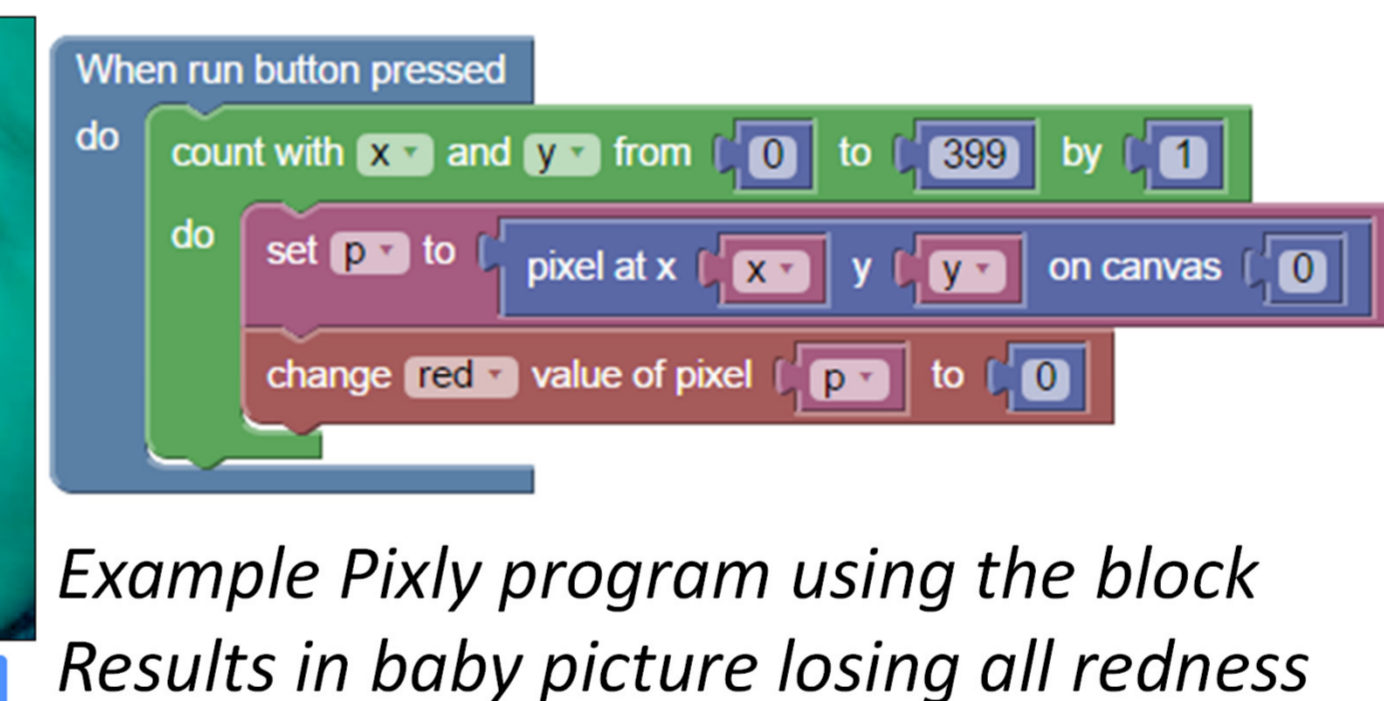 When run button pressed
do
count with x and y from 0 to 399 by 1
do
set p to pixel at x x y y on canvas 0
change red value of pixel p to 0
Example Pixly program using the block
Results in baby picture losing all redness